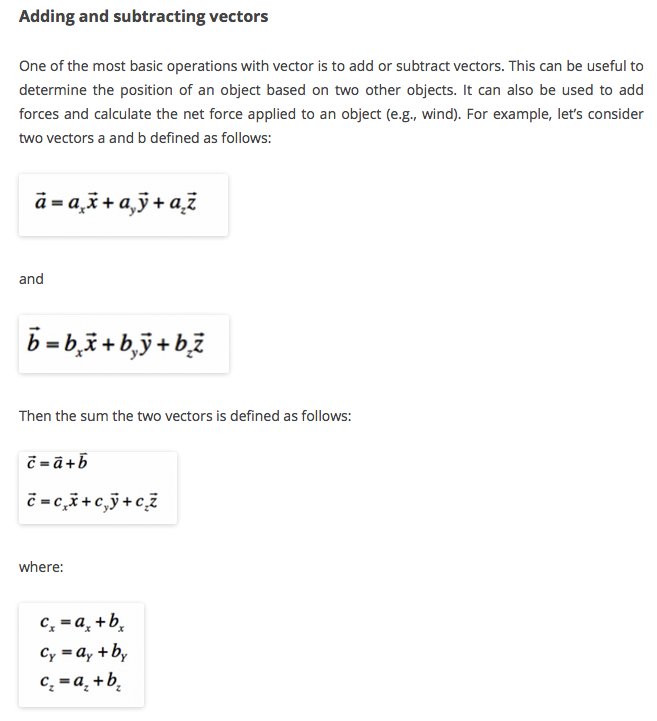 Adding and subtracting vectors
One of the most basic operations with vector is to add or subtract vectors. This can be useful to
determine the position of an object based on two other objects. It can also be used to add
forces and calculate the net force applied to an object (e.g., wind). For example, let's consider
two vectors a and b defined as follows:
$\vec{a} = a_x\vec{x} + a_y\vec{y} + a_z\vec{z}$
and
$\vec{b} = b_x\vec{x} + b_y\vec{y} + b_z\vec{z}$
Then the sum the two vectors is defined as follows:
$\vec{c} = \vec{a} + \vec{b}$
$\vec{c} = c_x\vec{x} + c_y\vec{y} + c_z\vec{z}$
where:
$c_x = a_x + b_x$
$c_Y = a_Y + b_Y$
$c_z = a_z + b_z$